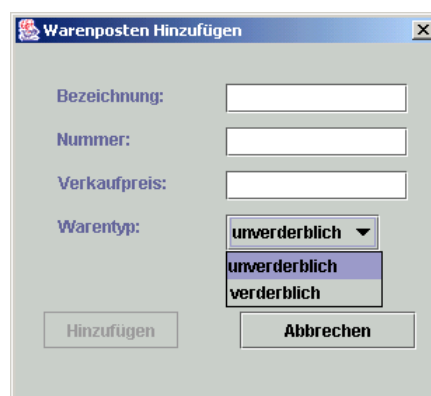 Warenposten Hinzufügen
Bezeichnung:
Nummer:
Verkaufpreis:
Warentyp: unverderblich
unverderblich
verderblich
Hinzufügen Abbrechen